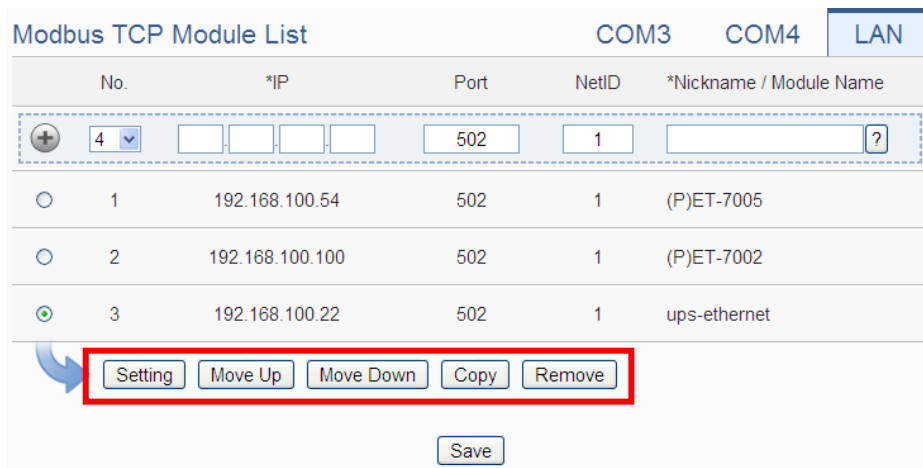 Modbus TCP Module List COM3 COM4 LAN
No. *IP Port NetID *Nickname / Module Name
4 . . . 502 1 ?
1 192.168.100.54 502 1 (P)ET-7005
2 192.168.100.100 502 1 (P)ET-7002
3 192.168.100.22 502 1 ups-ethernet
Setting Move Up Move Down Copy Remove
Save